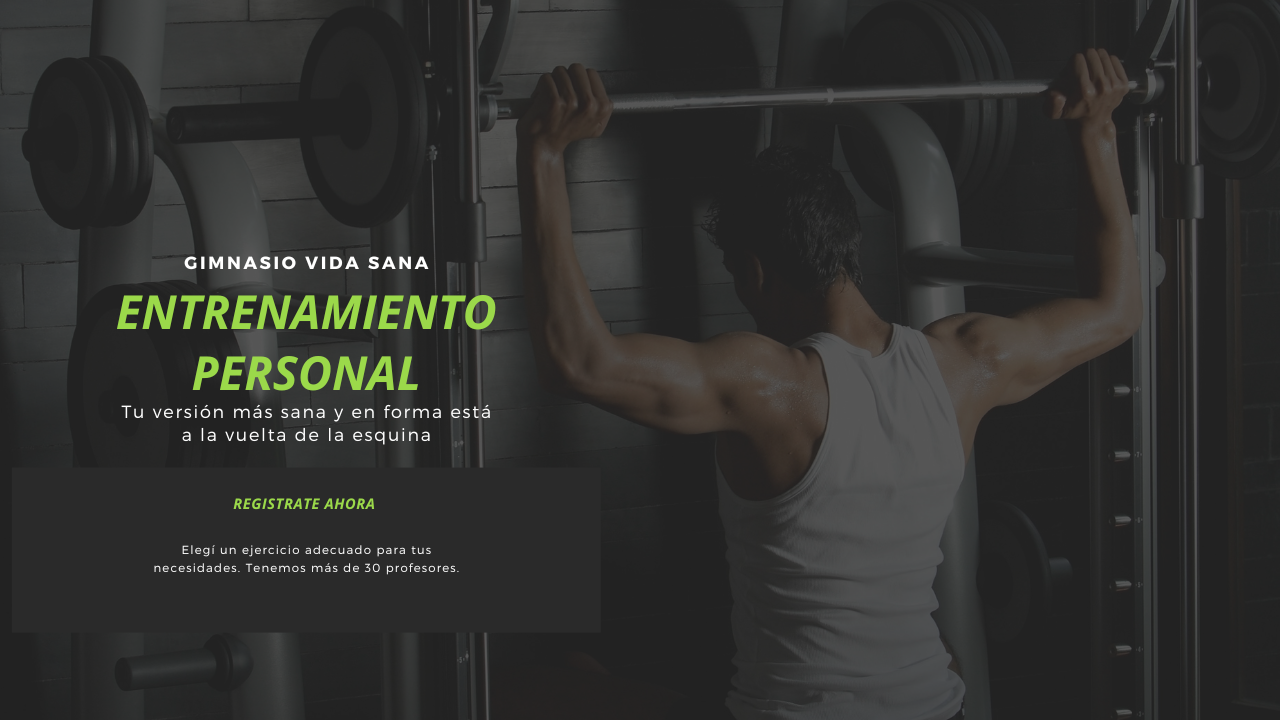 GIMNASIO VIDA SANA
ENTRENAMIENTO
PERSONAL
Tu versión más sana y en forma está
a la vuelta de la esquina
REGISTRATE AHORA
Elegí un ejercicio adecuado para tus
necesidades. Tenemos más de 30 profesores.